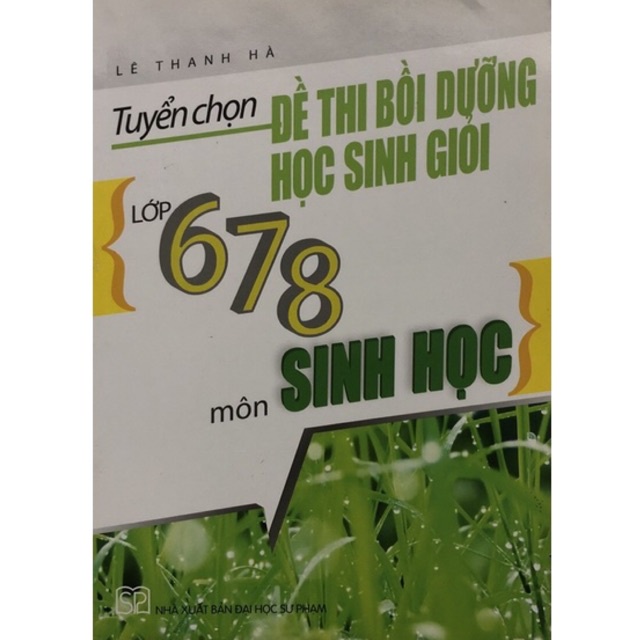 LÊ THANH HÀ
Tuyển chọn
ĐỀ THI BỒI DƯỠNG
HỌC SINH GIỎI
LỚP 678
môn SINH HỌC
SP NHÀ XUẤT BẢN ĐẠI HỌC SƯ PHẠM